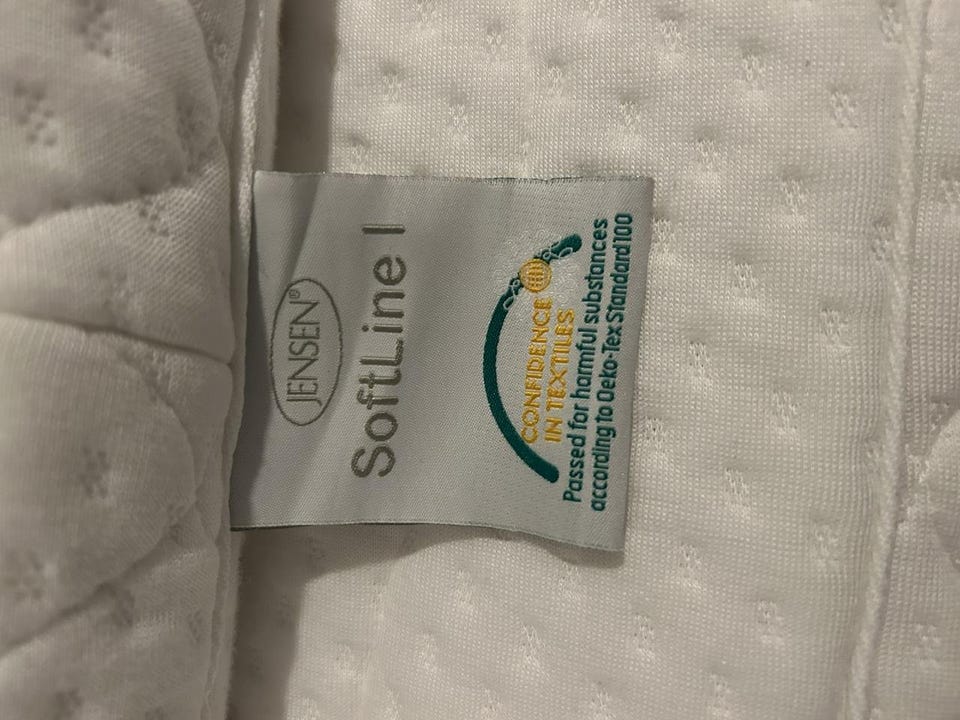 JENSEN®
SoftLine I
CONFIDENCE
IN TEXTILES
Passed for harmful substances
according to Oeko-Tex Standard100